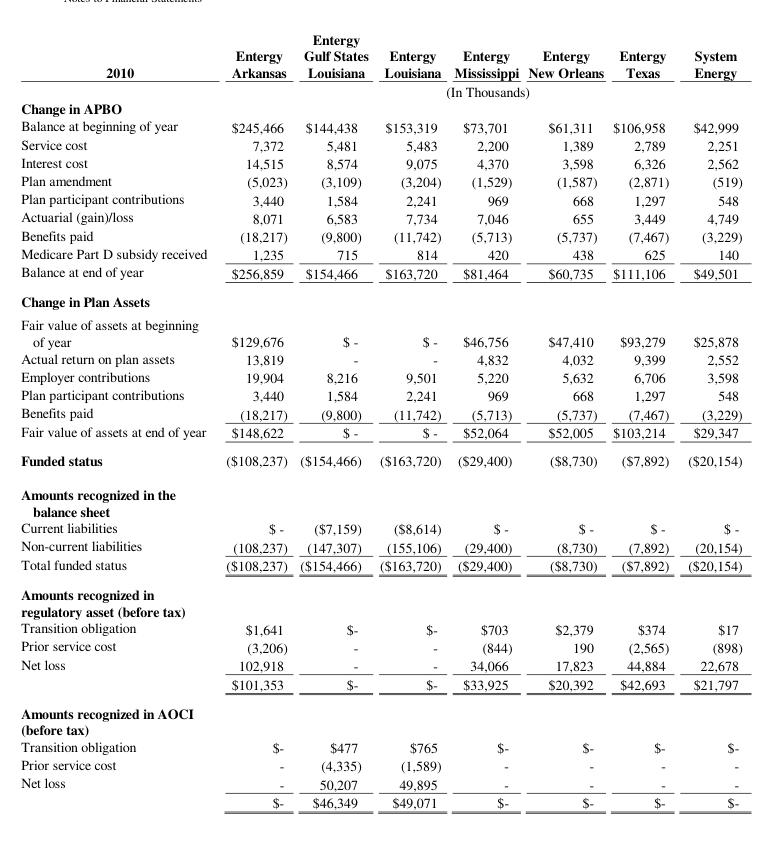 Notes to Financial Statements
Entergy
Entergy Gulf States Entergy Entergy Entergy Entergy System
2010 Arkansas Louisiana Louisiana Mississippi New Orleans Texas Energy
(In Thousands)
Change in APBO
Balance at beginning of year $245,466 $144,438 $153,319 $73,701 $61,311 $106,958 $42,999
Service cost 7,372 5,481 5,483 2,200 1,389 2,789 2,251
Interest cost 14,515 8,574 9,075 4,370 3,598 6,326 2,562
Plan amendment (5,023) (3,109) (3,204) (1,529) (1,587) (2,871) (519)
Plan participant contributions 3,440 1,584 2,241 969 668 1,297 548
Actuarial (gain)/loss 8,071 6,583 7,734 7,046 655 3,449 4,749
Benefits paid (18,217) (9,800) (11,742) (5,713) (5,737) (7,467) (3,229)
Medicare Part D subsidy received 1,235 715 814 420 438 625 140
Balance at end of year $256,859 $154,466 $163,720 $81,464 $60,735 $111,106 $49,501
Change in Plan Assets
Fair value of assets at beginning
of year $129,676 $ - $ - $46,756 $47,410 $93,279 $25,878
Actual return on plan assets 13,819 - - 4,832 4,032 9,399 2,552
Employer contributions 19,904 8,216 9,501 5,220 5,632 6,706 3,598
Plan participant contributions 3,440 1,584 2,241 969 668 1,297 548
Benefits paid (18,217) (9,800) (11,742) (5,713) (5,737) (7,467) (3,229)
Fair value of assets at end of year $148,622 $ - $ - $52,064 $52,005 $103,214 $29,347
Funded status ($108,237) ($154,466) ($163,720) ($29,400) ($8,730) ($7,892) ($20,154)
Amounts recognized in the
balance sheet
Current liabilities $ - ($7,159) ($8,614) $ - $ - $ - $ -
Non-current liabilities (108,237) (147,307) (155,106) (29,400) (8,730) (7,892) (20,154)
Total funded status ($108,237) ($154,466) ($163,720) ($29,400) ($8,730) ($7,892) ($20,154)
Amounts recognized in
regulatory asset (before tax)
Transition obligation $1,641 $- $- $703 $2,379 $374 $17
Prior service cost (3,206) - - (844) 190 (2,565) (898)
Net loss 102,918 - - 34,066 17,823 44,884 22,678
$101,353 $- $- $33,925 $20,392 $42,693 $21,797
Amounts recognized in AOCI
(before tax)
Transition obligation $- $477 $765 $- $- $- $-
Prior service cost - (4,335) (1,589) - - - -
Net loss - 50,207 49,895 - - - -
$- $46,349 $49,071 $- $- $- $-